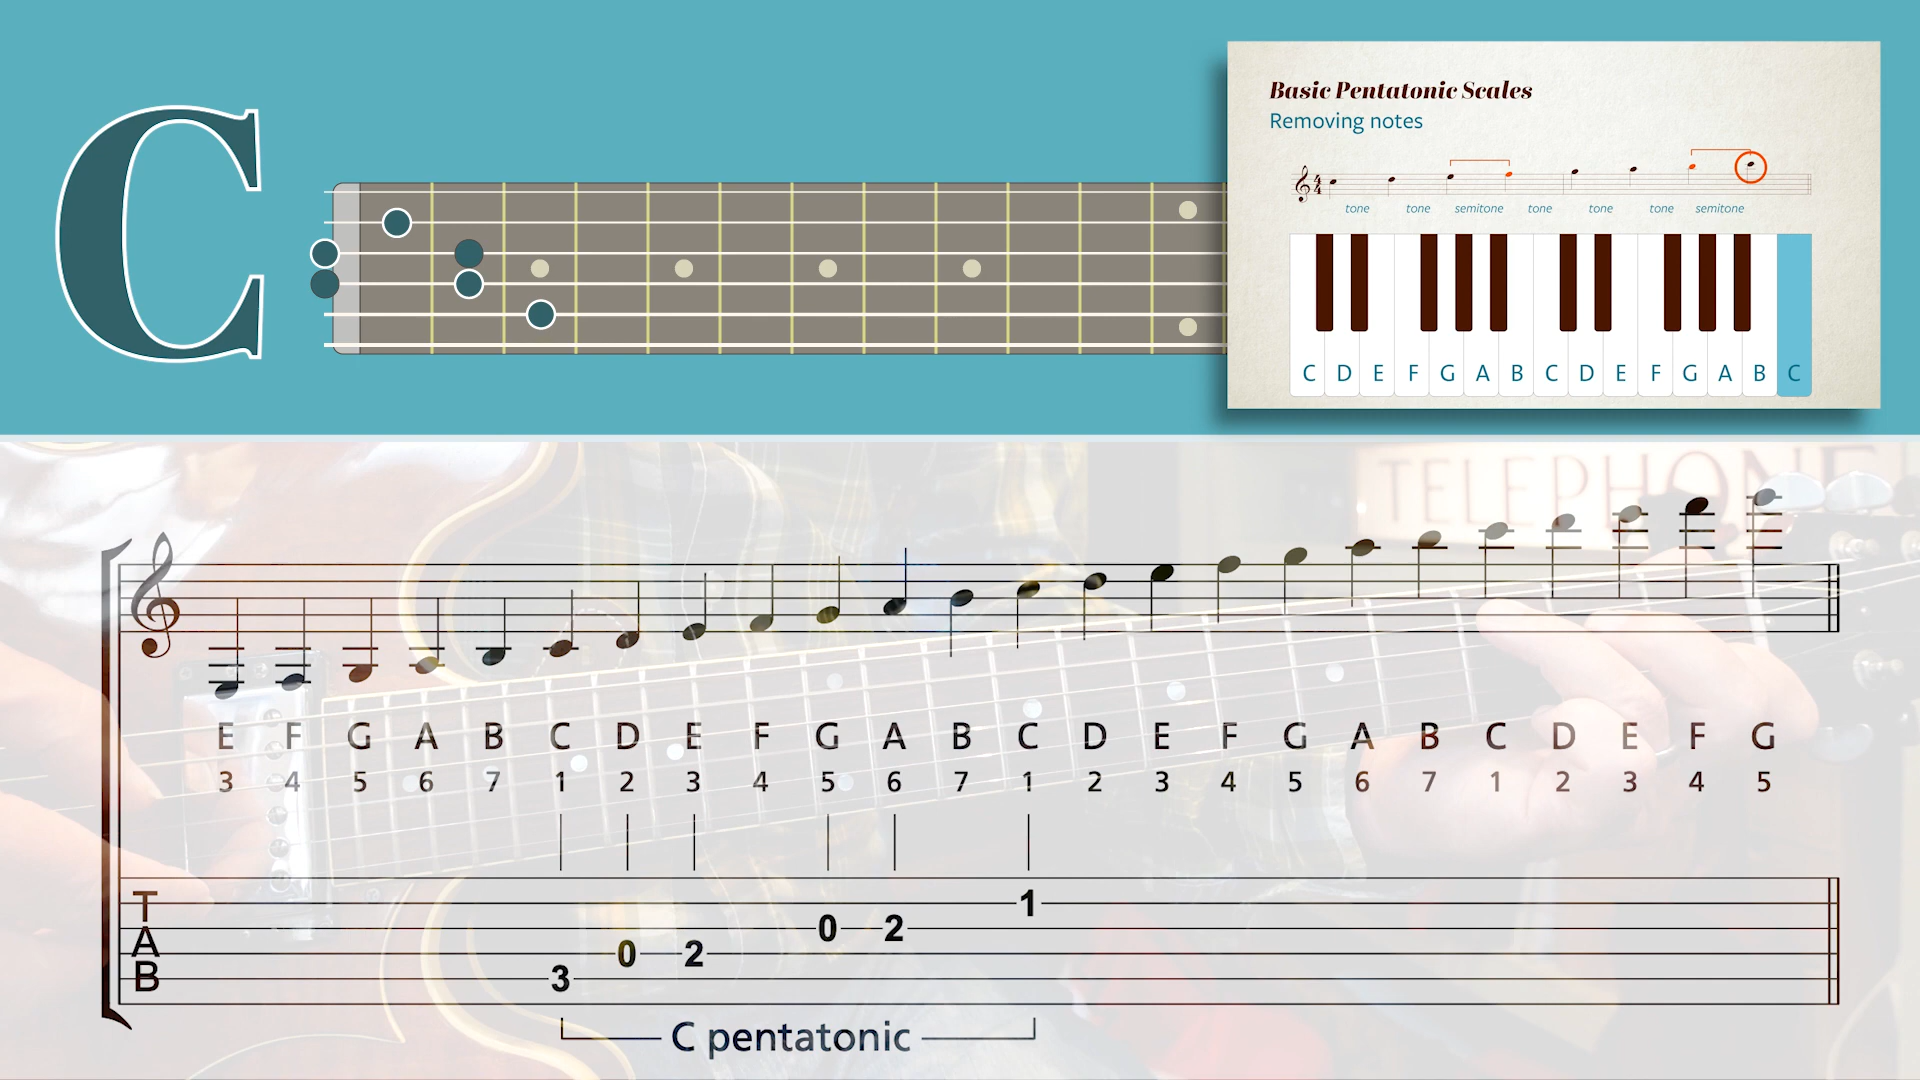 C
Basic Pentatonic Scales
Removing notes
4
4
tone tone semitone tone tone tone semitone
C D E F G A B C D E F G A B C
TELEPHONE
E F G A B C D E F G A B C D E F G A B C D E F G
3 4 5 6 7 1 2 3 4 5 6 7 1 2 3 4 5 6 7 1 2 3 4 5
T
A
B
1
0 2
0 2
3
C pentatonic